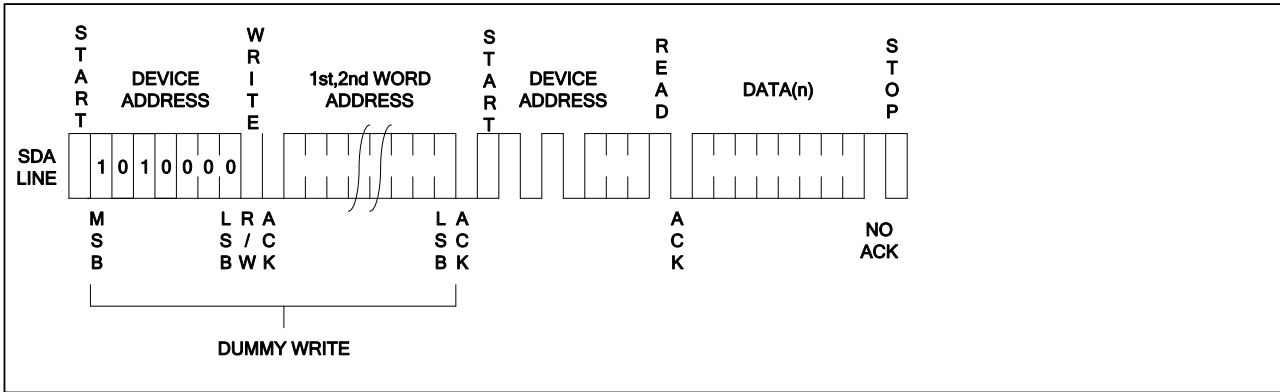 START
WRITE
START
READ
STOP
DEVICE
ADDRESS
1st,2nd WORD
ADDRESS
DEVICE
ADDRESS
DATA(n)
SDA
LINE
1 0 1 0 0 0 0
MSB
LSB
R/W
ACK
LSB
ACK
ACK
NO
ACK
DUMMY WRITE